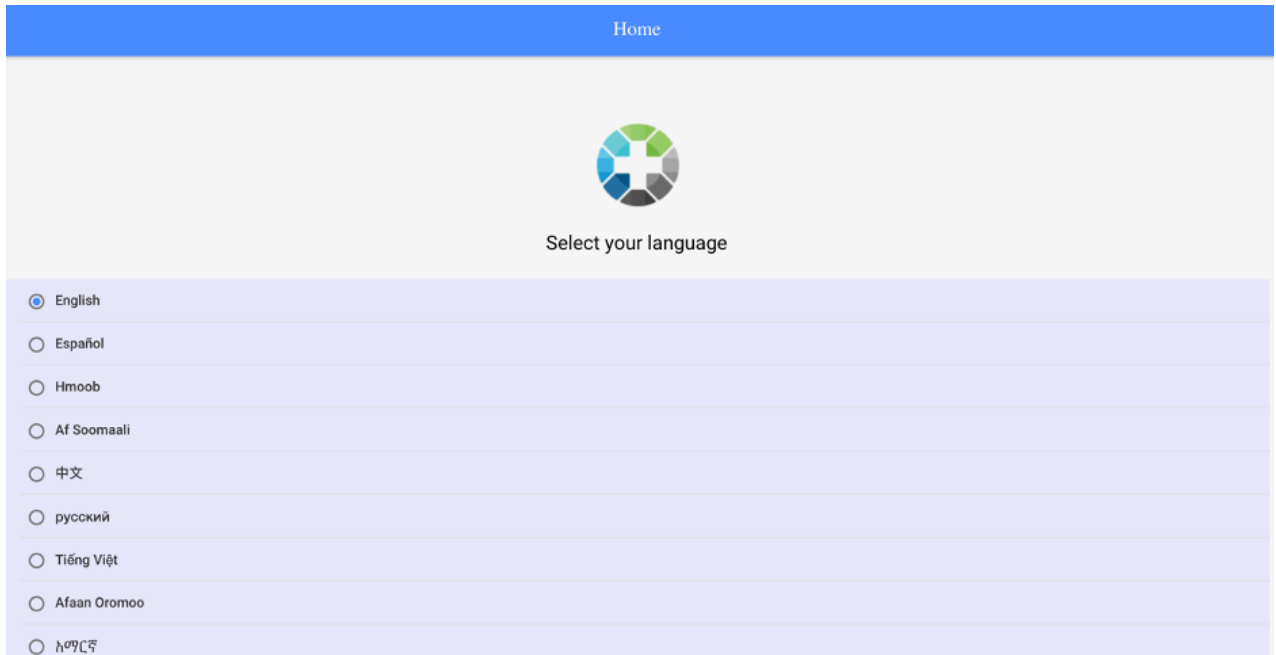 Home
Select your language
English
Español
Hmoob
Af Soomaali
中文
русский
Tiếng Việt
Afaan Oromoo
አማርኛ